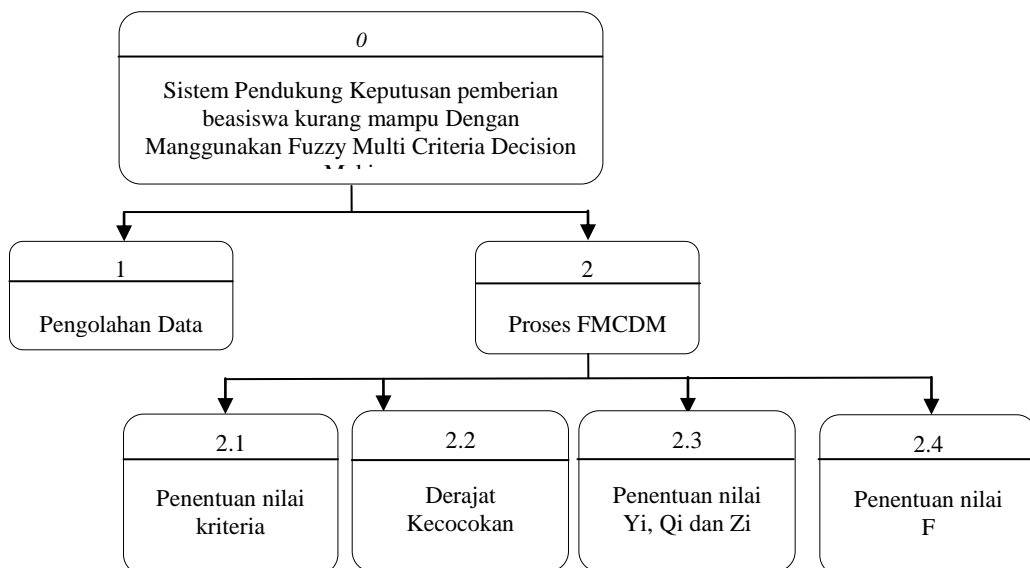 0
Sistem Pendukung Keputusan pemberian
beasiswa kurang mampu Dengan
Manggunakan Fuzzy Multi Criteria Decision
1
Pengolahan Data
2
Proses FMCDM
2.1
Penentuan nilai
kriteria
2.2
Derajat
Kecocokan
2.3
Penentuan nilai
Yi, Qi dan Zi
2.4
Penentuan nilai
F